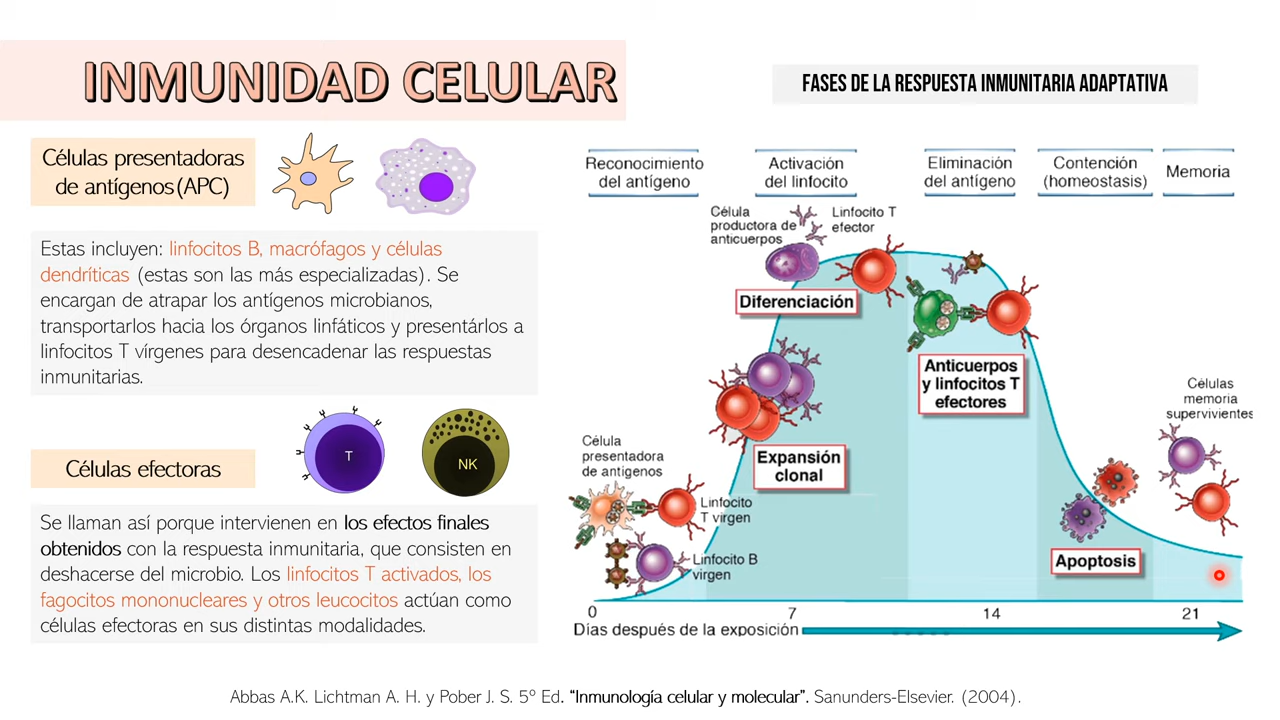 INMUNIDAD CELULAR
FASES DE LA RESPUESTA INMUNITARIA ADAPTATIVA
Células presentadoras
de antígenos(APC)
Estas incluyen: linfocitos B, macrófagos y células
dendríticas (estas son las más especializadas). Se
encargan de atrapar los antígenos microbianos,
transportarlos hacia los órganos linfáticos y presentárlos a
linfocitos T vírgenes para desencadenar las respuestas
inmunitarias.
Células efectoras
T
NK
Se llaman así porque intervienen en los efectos finales
obtenidos con la respuesta inmunitaria, que consisten en
deshacerse del microbio. Los linfocitos T activados, los
fagocitos mononucleares y otros leucocitos actúan como
células efectoras en sus distintas modalidades.
Reconocimiento
del antígeno
Activación
del linfocito
Eliminación
del antígeno
Contención
(homeostasis)
Memoria
Célula
productora de
anticuerpos
Linfocito T
efector
Diferenciación
Anticuerpos
y linfocitos T
efectores
Células
memoria
supervivientes
Célula
presentadora
de antígenos
Expansión
clonal
Linfocito
T virgen
Linfocito B
virgen
Apoptosis
0 7 14 21
Días después de la exposición
Abbas A.K. Lichtman A. H. y Pober J. S. 5º Ed. “Inmunología celular y molecular”. Sanunders-Elsevier. (2004).